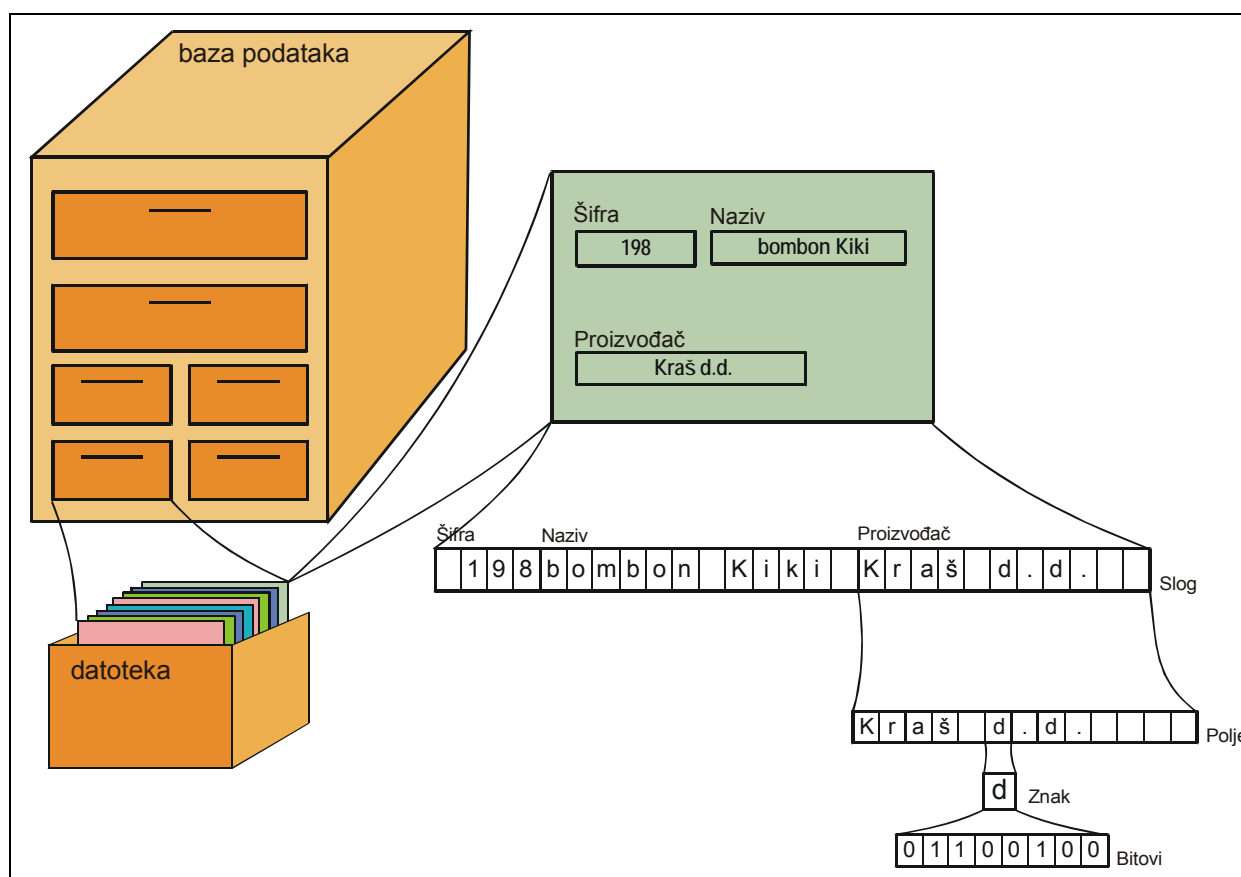 baza podataka
Šifra Naziv
198 bombon Kiki
Proizvođač
Kraš d.d.
Šifra Naziv Proizvođač
198bombon Kiki Kraš d.d.
Slog
datoteka
Kraš d.d.
Polje
d Znak
01100100 Bitovi